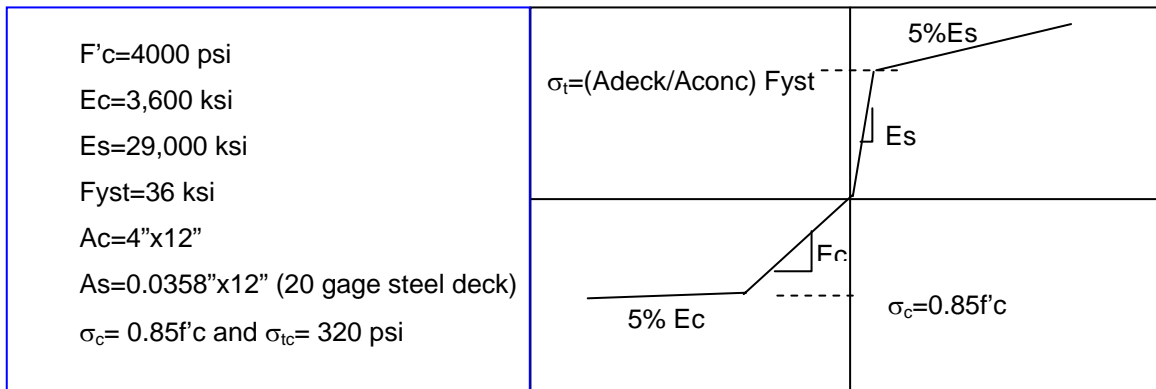 F'c=4000 psi
Ec=3,600 ksi
Es=29,000 ksi
Fyst=36 ksi
Ac=4”x12”
As=0.0358”x12” (20 gage steel deck)
σc= 0.85f'c and σtc= 320 psi
5%Es
σt=(Adeck/Aconc) Fyst
Es
Ec
σc=0.85f'c
5% Ec